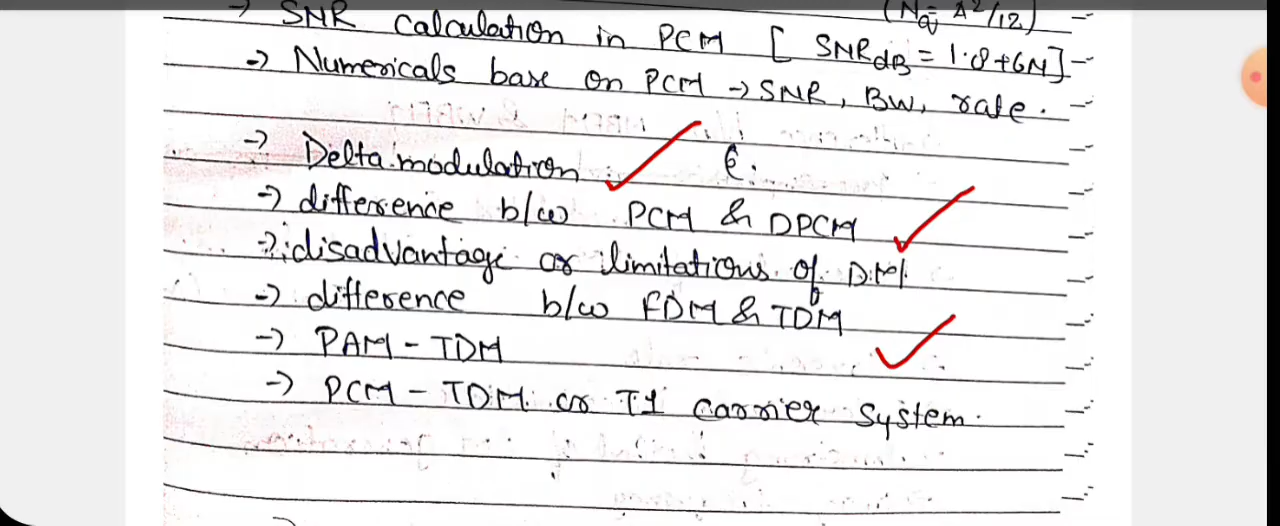 (Nq = Δ²/12)
→ SNR Calculation in PCM [ SNRdB = 1.8+6N]
→ Numericals base on PCM → SNR, BW, rate.
→ Delta modulation
→ difference b/w PCM & DPCM
→ disadvantage or limitations of DM
→ difference b/w FDM & TDM
→ PAM - TDM
→ PCM - TDM or T1 Carrier System.